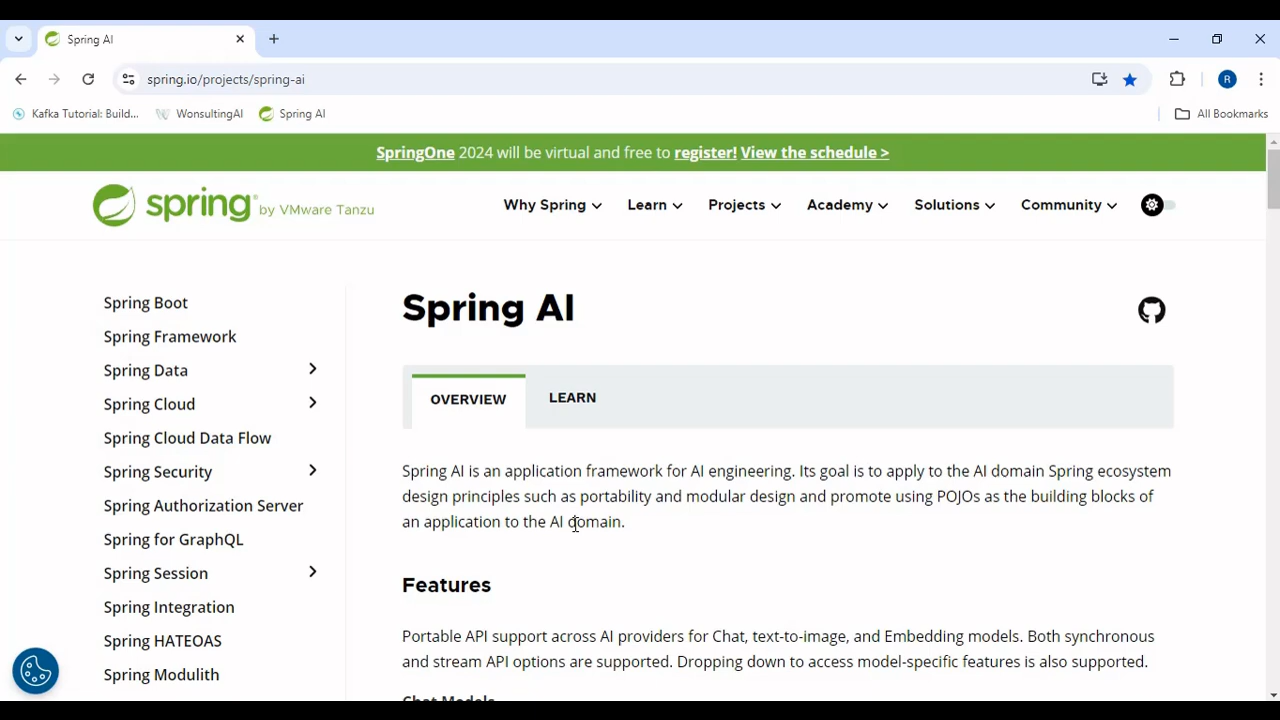 Spring AI
spring.io/projects/spring-ai
R
Kafka Tutorial: Build...
WonsultingAI
Spring AI
All Bookmarks
SpringOne 2024 will be virtual and free to register! View the schedule >
spring by VMware Tanzu
Why Spring
Learn
Projects
Academy
Solutions
Community
Spring Boot
Spring Framework
Spring Data
Spring Cloud
Spring Cloud Data Flow
Spring Security
Spring Authorization Server
Spring for GraphQL
Spring Session
Spring Integration
Spring HATEOAS
Spring Modulith
Spring AI
OVERVIEW
LEARN
Spring AI is an application framework for AI engineering. Its goal is to apply to the AI domain Spring ecosystem
design principles such as portability and modular design and promote using POJOs as the building blocks of
an application to the AI domain.
Features
Portable API support across AI providers for Chat, text-to-image, and Embedding models. Both synchronous
and stream API options are supported. Dropping down to access model-specific features is also supported.
Chat Models